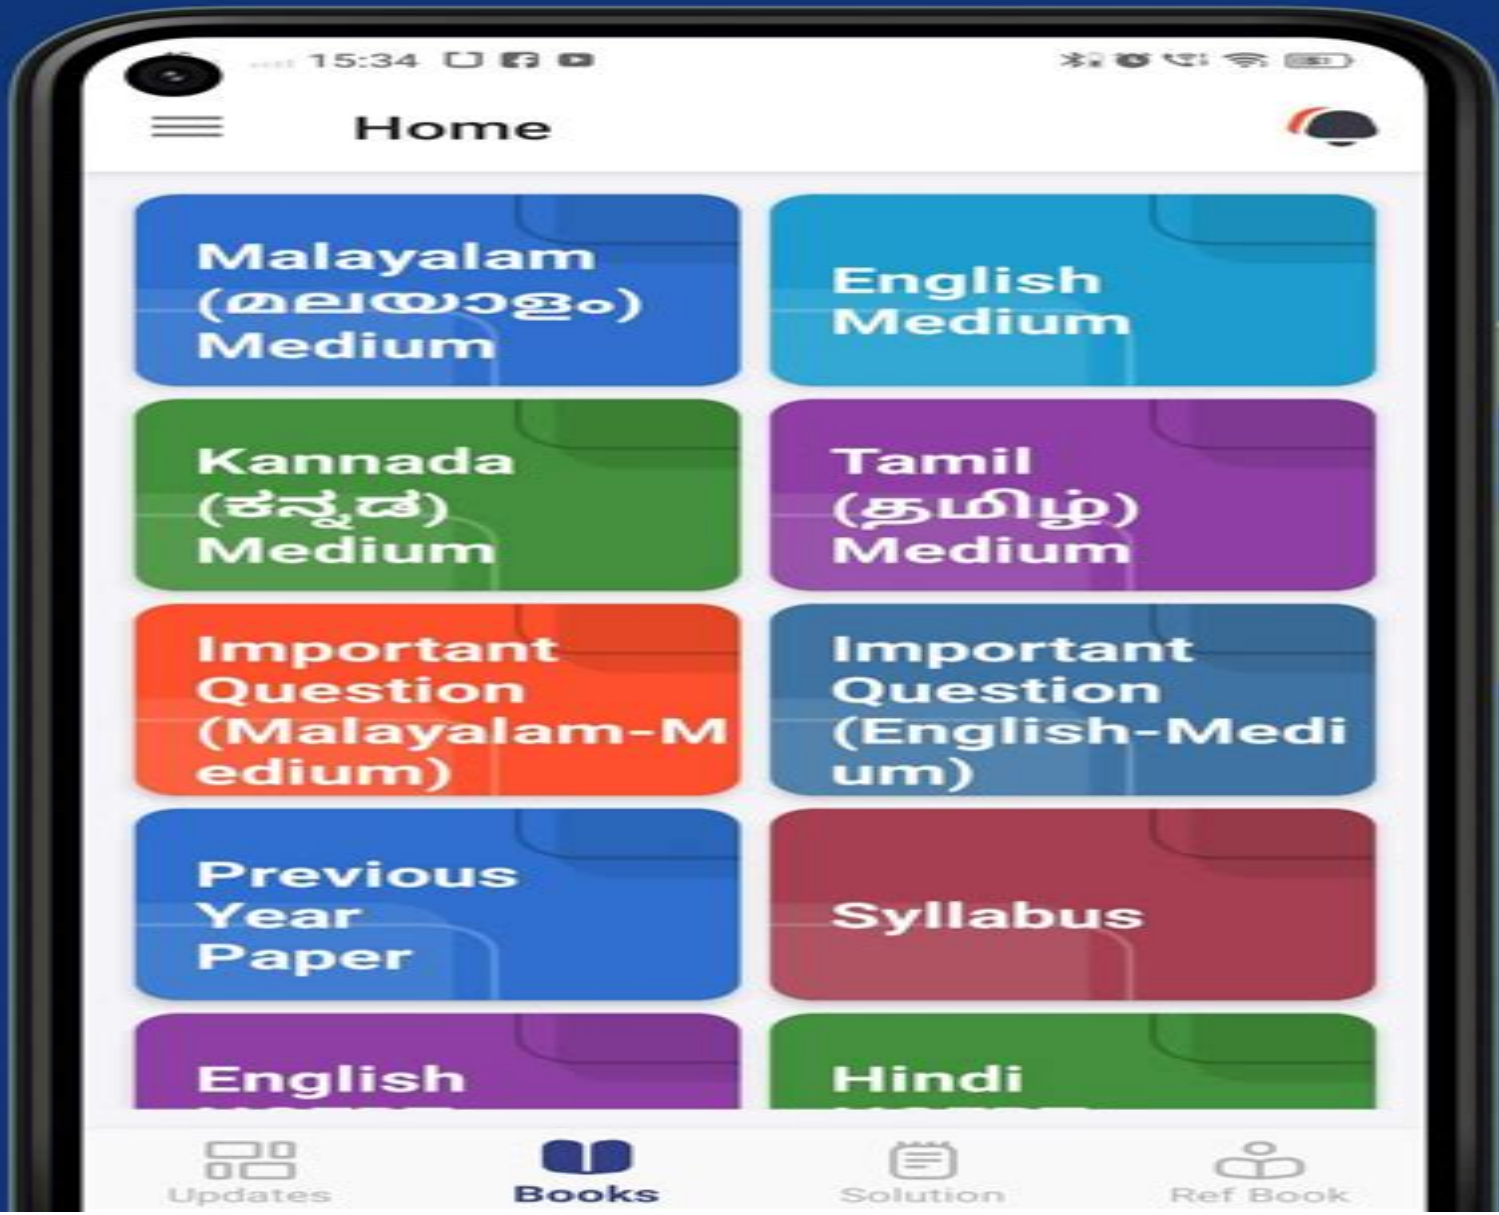 15:34
Home
Malayalam
(മലയാളം)
Medium
English
Medium
Kannada
(ಕನ್ನಡ)
Medium
Tamil
(தமிழ்)
Medium
Important
Question
(Malayalam-M
edium)
Important
Question
(English-Medi
um)
Previous
Year
Paper
Syllabus
English
Hindi
Updates
Books
Solution
Ref Book